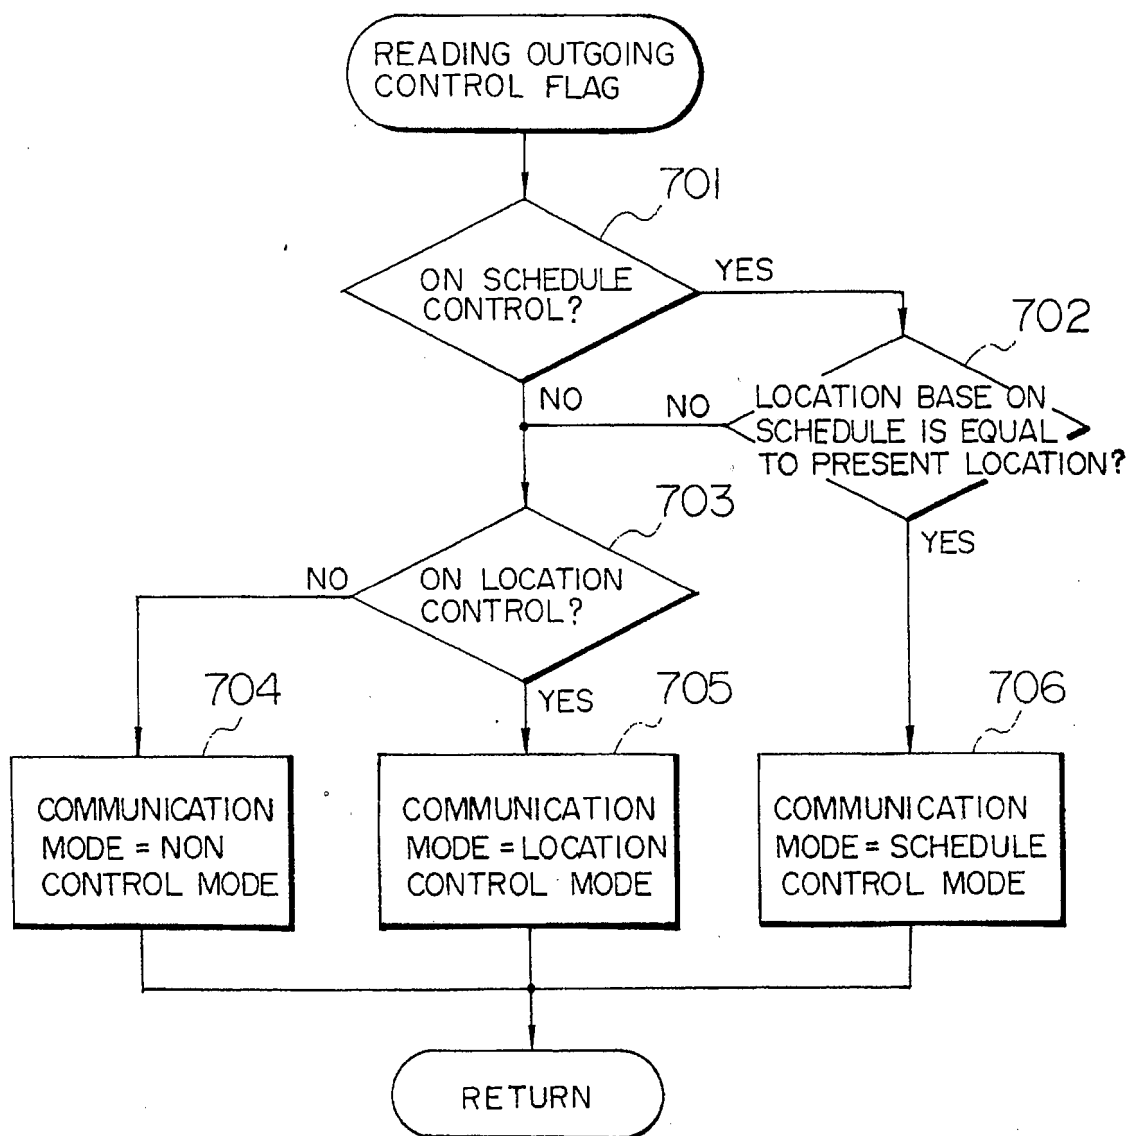 READING OUTGOING
CONTROL FLAG
701
ON SCHEDULE
CONTROL?
YES
702
NO
NO
LOCATION BASE ON
SCHEDULE IS EQUAL
TO PRESENT LOCATION?
703
YES
NO
ON LOCATION
CONTROL?
704
YES
705
706
COMMUNICATION
MODE = NON
CONTROL MODE
COMMUNICATION
MODE = LOCATION
CONTROL MODE
COMMUNICATION
MODE = SCHEDULE
CONTROL MODE
RETURN